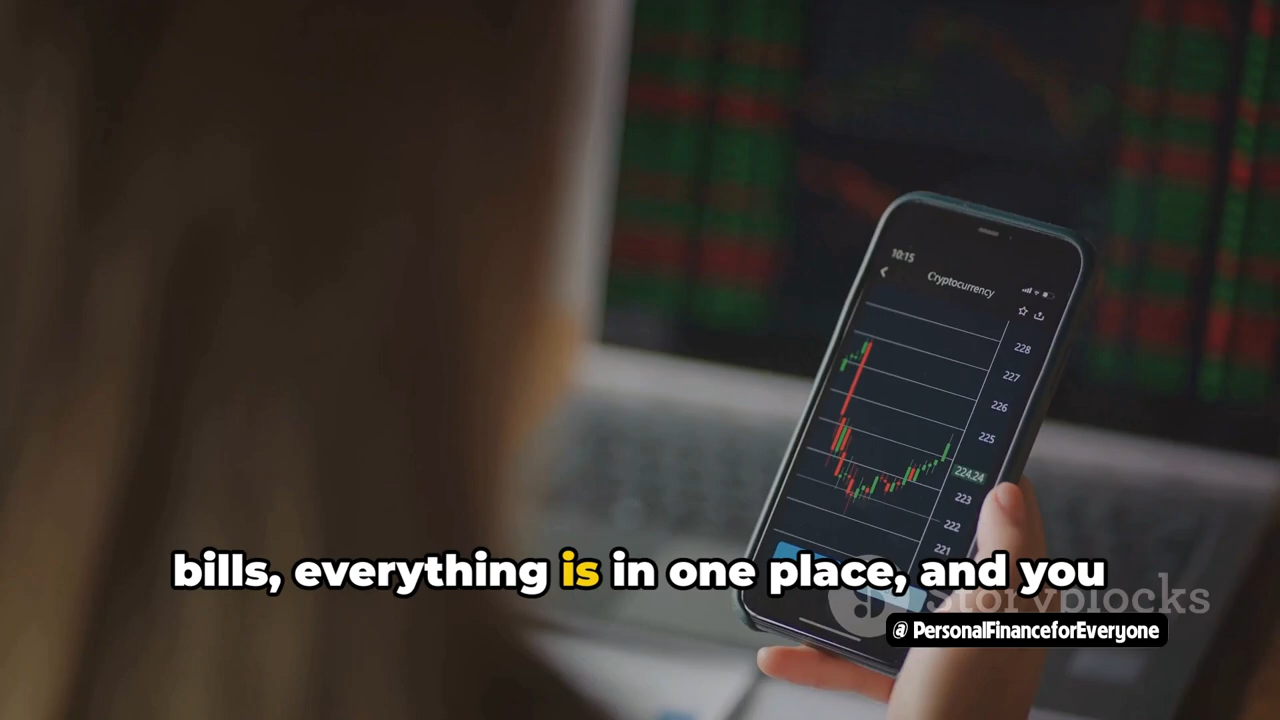 10:15
Cryptocurrency
228
227
226
225
224.24
223
222
221
bills, everything is in one place, and you
Storyblocks
@ PersonalFinanceforEveryone